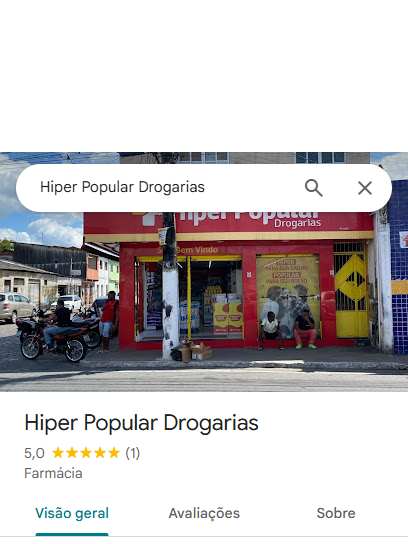 Hiper Popular Drogarias
Hiper Popular
Drogarias
Bem Vindo
Hiper Popular Drogarias
5,0 (1)
Farmácia
Visão geral
Avaliações
Sobre